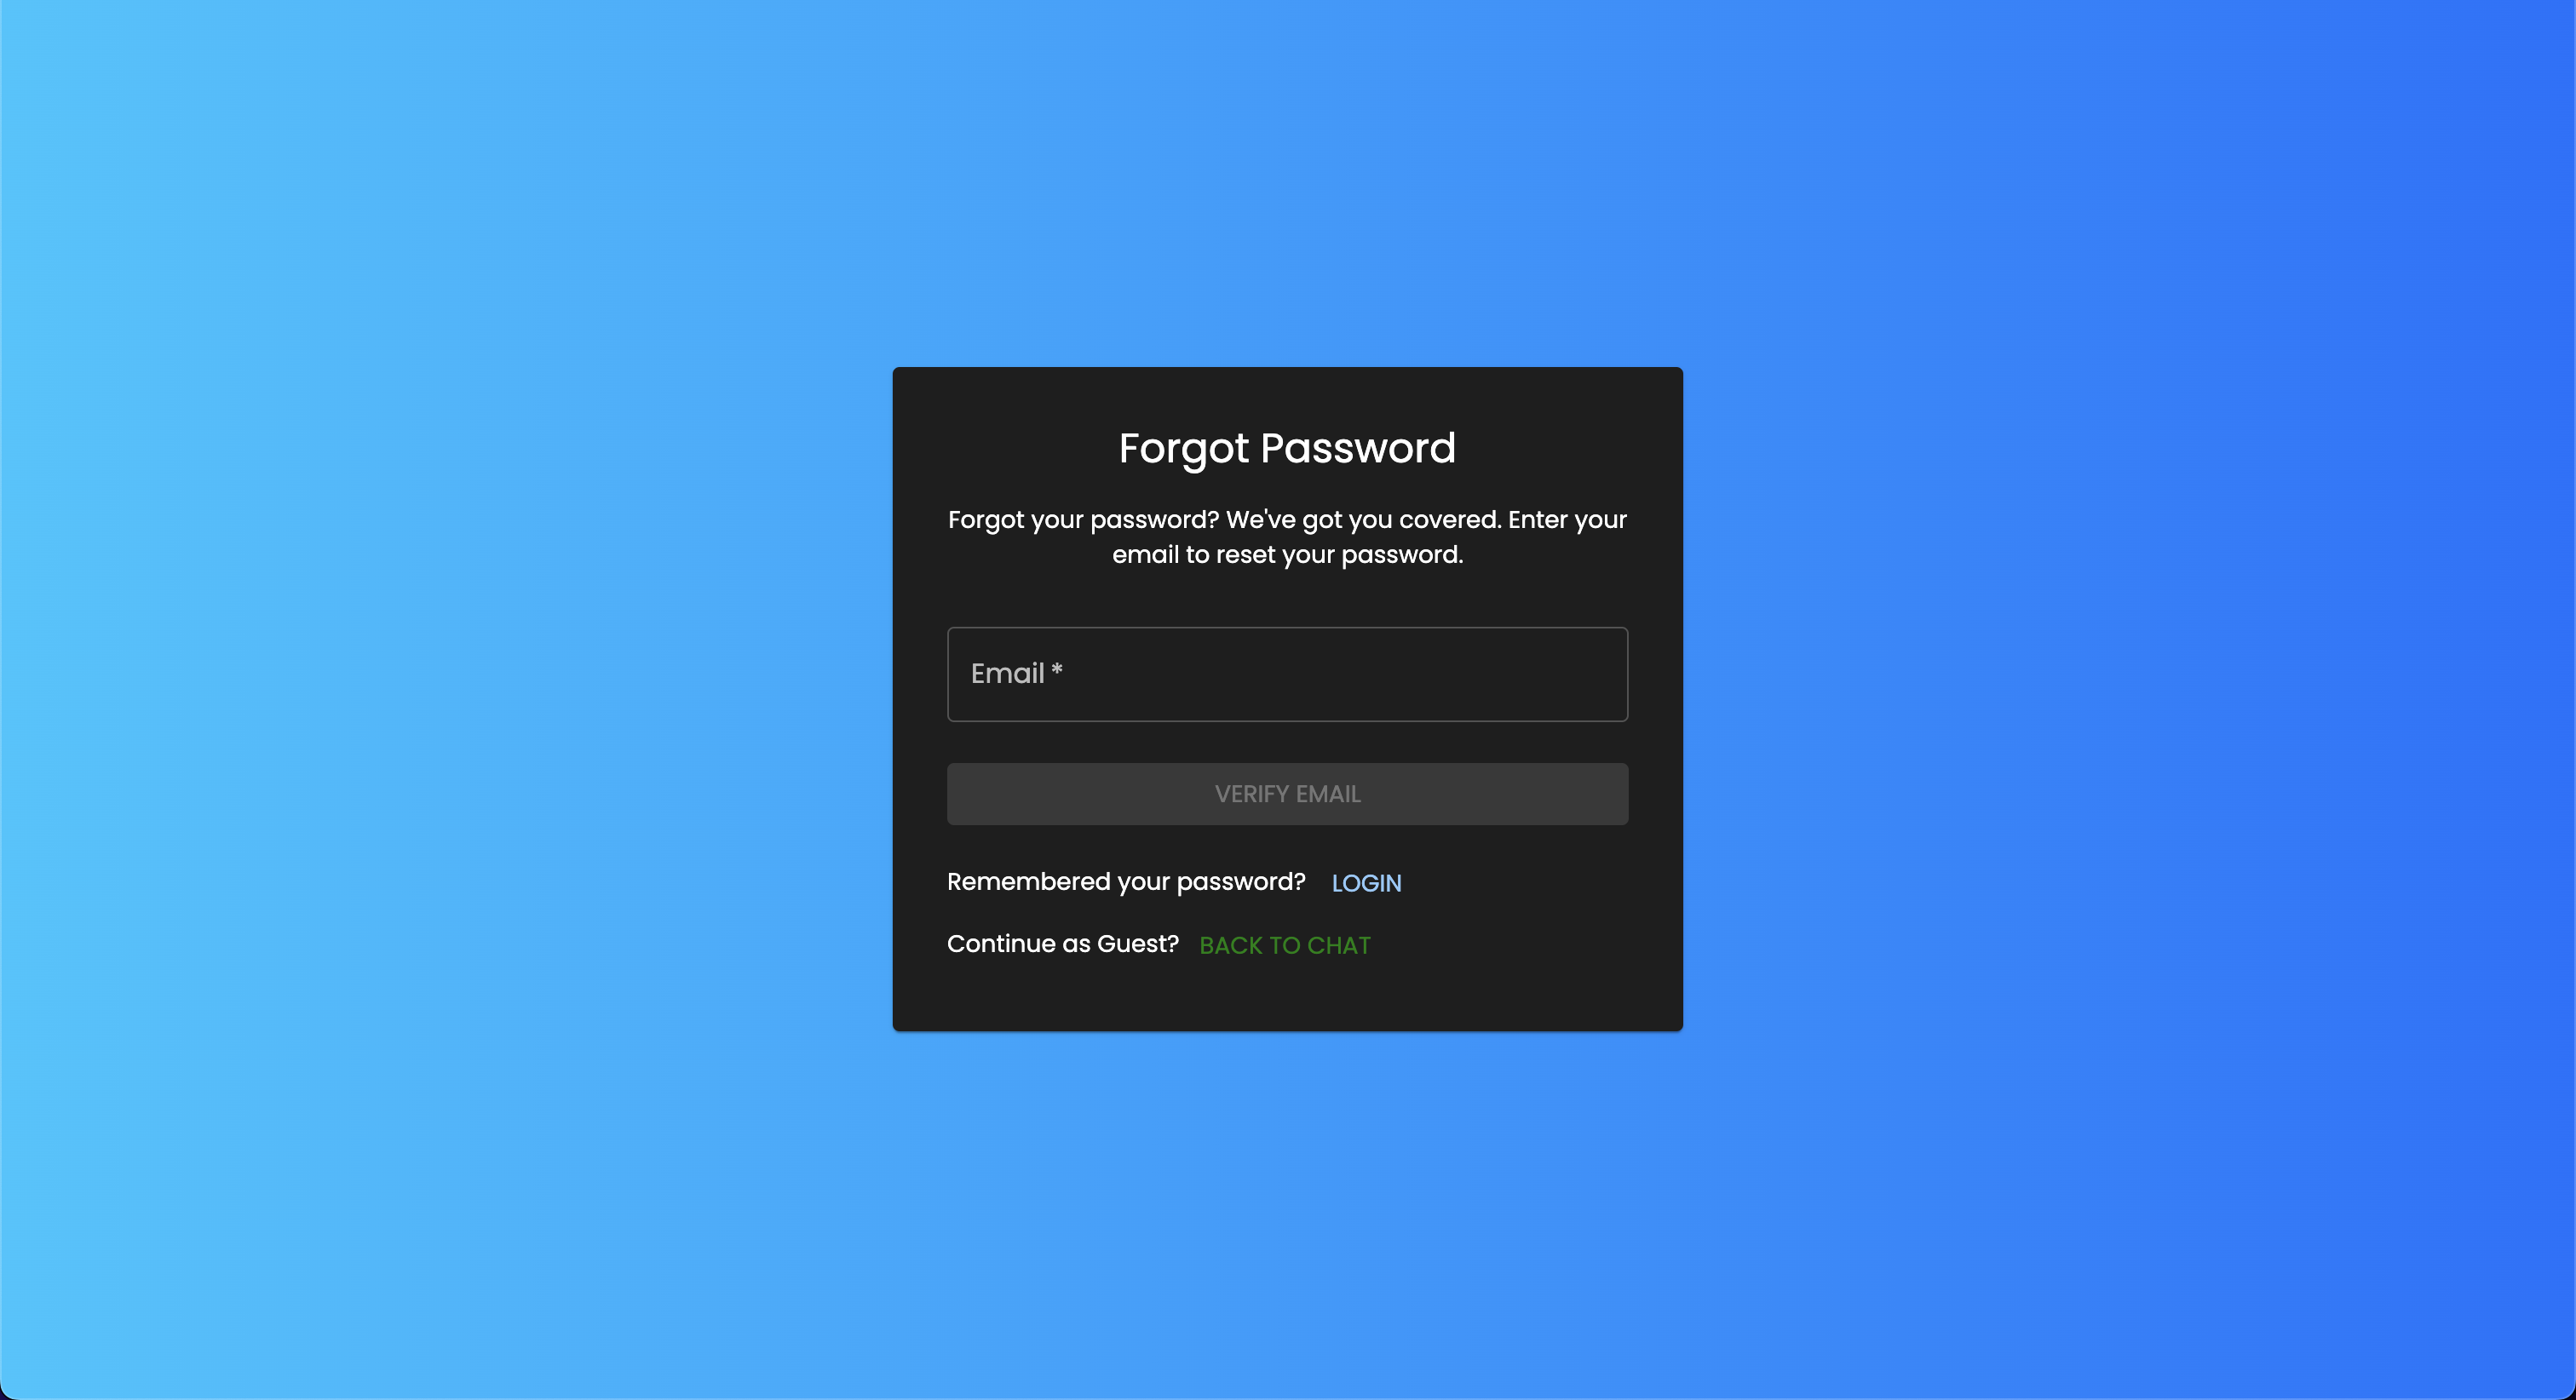 Forgot Password
Forgot your password? We've got you covered. Enter your
email to reset your password.
Email *
VERIFY EMAIL
Remembered your password? LOGIN
Continue as Guest? BACK TO CHAT